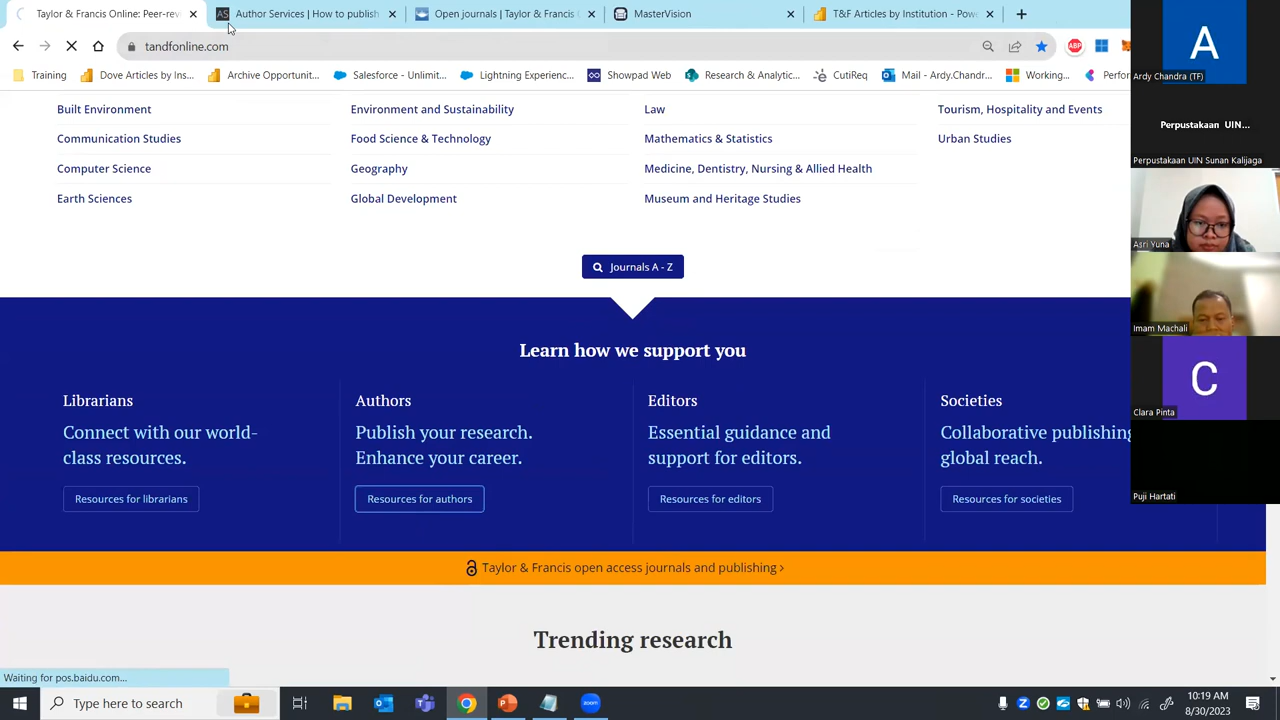 Taylor & Francis Online: Peer-rev
AS Author Services | How to publish
Open journals | Taylor & Francis
MasterVision
T&F Articles by Institution - Pow
tandfonline.com
ABP
Training
Dove Articles by Ins...
Archive Opportunit...
Salesforce - Unlimit...
Lightning Experienc...
Showpad Web
Research & Analytic...
CutiReq
Mail - Ardy.Chandr...
Working...
Perfor
Built Environment
Environment and Sustainability
Law
Tourism, Hospitality and Events
Communication Studies
Food Science & Technology
Mathematics & Statistics
Urban Studies
Computer Science
Geography
Medicine, Dentistry, Nursing & Allied Health
Earth Sciences
Global Development
Museum and Heritage Studies
Journals A - Z
Learn how we support you
Librarians
Connect with our world-
class resources.
Resources for librarians
Authors
Publish your research.
Enhance your career.
Resources for authors
Editors
Essential guidance and
support for editors.
Resources for editors
Societies
Collaborative publishing
global reach.
Resources for societies
Taylor & Francis open access journals and publishing ›
Trending research
Waiting for pos.baidu.com...
Type here to search
zoom
10:19 AM
8/30/2023
A
Ardy Chandra (TF)
Perpustakaan UIN...
Perpustakaan UIN Sunan Kalijaga
Asri Yuna
Imam Machali
C
Clara Pinta
Puji Hartati